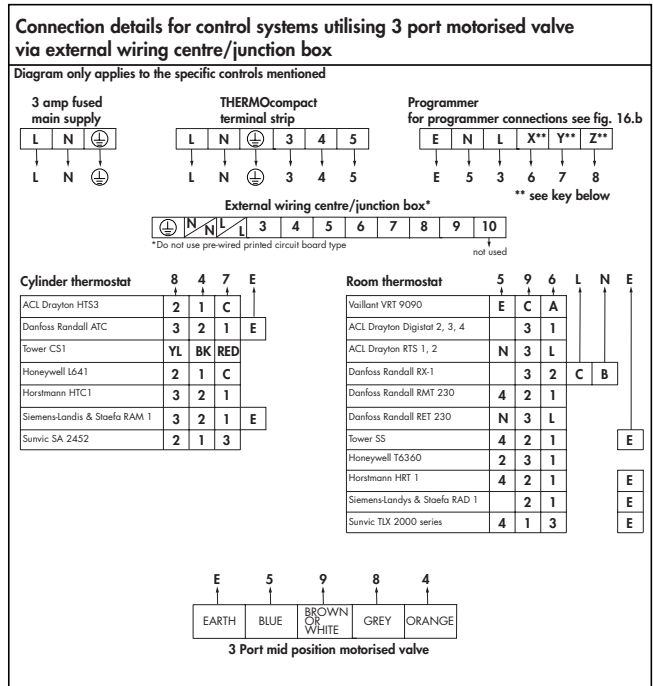 Connection details for control systems utilising 3 port motorised valve
via external wiring centre/junction box
Diagram only applies to the specific controls mentioned
3 amp fused
main supply
L N
L N
THERMOcompact
terminal strip
L N 3 4 5
L N 3 4 5
Programmer
for programmer connections see fig. 16.b
E N L X** Y** Z**
E 5 3 6 7 8
** see key below
External wiring centre/junction box*
N N L L 3 4 5 6 7 8 9 10
*Do not use pre-wired printed circuit board type
not used
Cylinder thermostat 8 4 7 E
ACL Drayton HTS3 2 1 C
Danfoss Randall ATC 3 2 1 E
Tower CS1 YL BK RED
Honeywell L641 2 1 C
Horstmann HTC1 3 2 1
Siemens-Landis & Staefa RAM 1 3 2 1 E
Sunvic SA 2452 2 1 3
Room thermostat 5 9 6 L N E
Vaillant VRT 9090 E C A
ACL Drayton Digistat 2, 3, 4 3 1
ACL Drayton RTS 1, 2 N 3 L
Danfoss Randall RX-1 3 2 C B
Danfoss Randall RMT 230 4 2 1
Danfoss Randall RET 230 N 3 L
Tower SS 4 2 1 E
Honeywell T6360 2 3 1
Horstmann HRT 1 4 2 1 E
Siemens-Landys & Staefa RAD 1 2 1 E
Sunvic TLX 2000 series 4 1 3 E
E 5 9 8 4
EARTH BLUE BROWN OR WHITE GREY ORANGE
3 Port mid position motorised valve